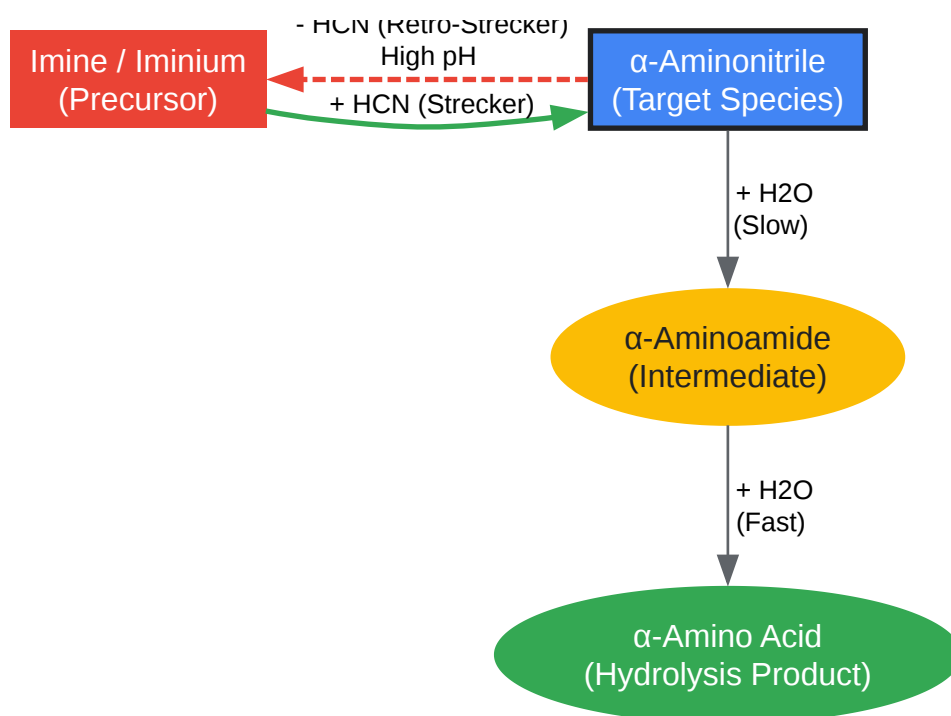 - HCN (Retro-Strecker)
High pH
Imine / Iminium
(Precursor)
+ HCN (Strecker)
α-Aminonitrile
(Target Species)
+ H2O
(Slow)
α-Aminoamide
(Intermediate)
+ H2O
(Fast)
α-Amino Acid
(Hydrolysis Product)